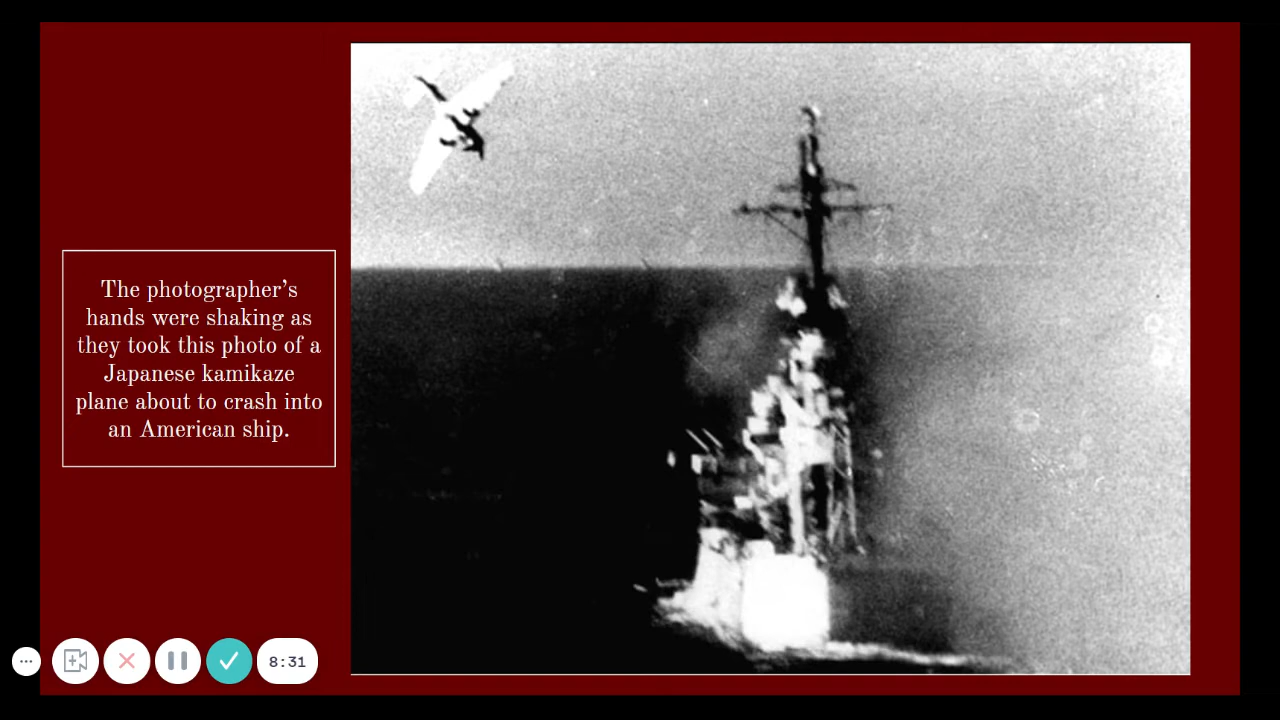 The photographer’s
hands were shaking as
they took this photo of a
Japanese kamikaze
plane about to crash into
an American ship.
8:31